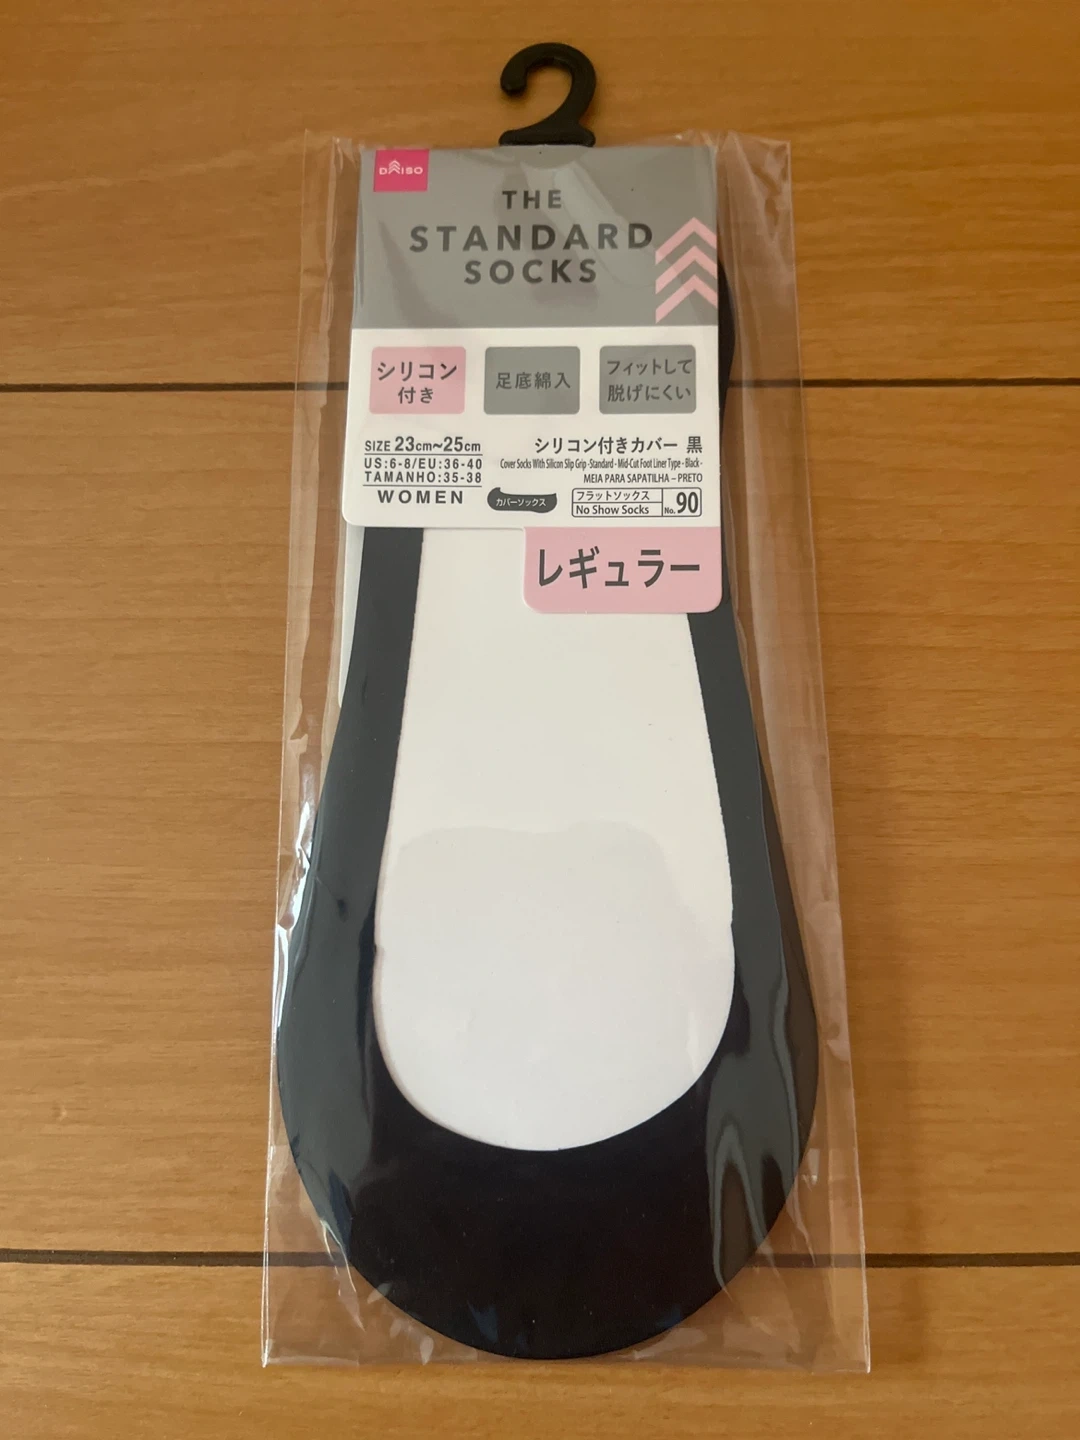 DAISO
THE
STANDARD
SOCKS
シリコン
付き
足底綿入
フィットして
脱げにくい
SIZE 23cm~25cm
US:6-8/EU:36-40
TAMANHO:35-38
WOMEN
シリコン付きカバー 黒
Cover Socks With Silicon Slip Grip -Standard - Mid-Cut Foot Liner Type - Black -
MEIA PARA SAPATILHA – PRETO
カバーソックス
フラットソックス
No Show Socks
No. 90
レギュラー